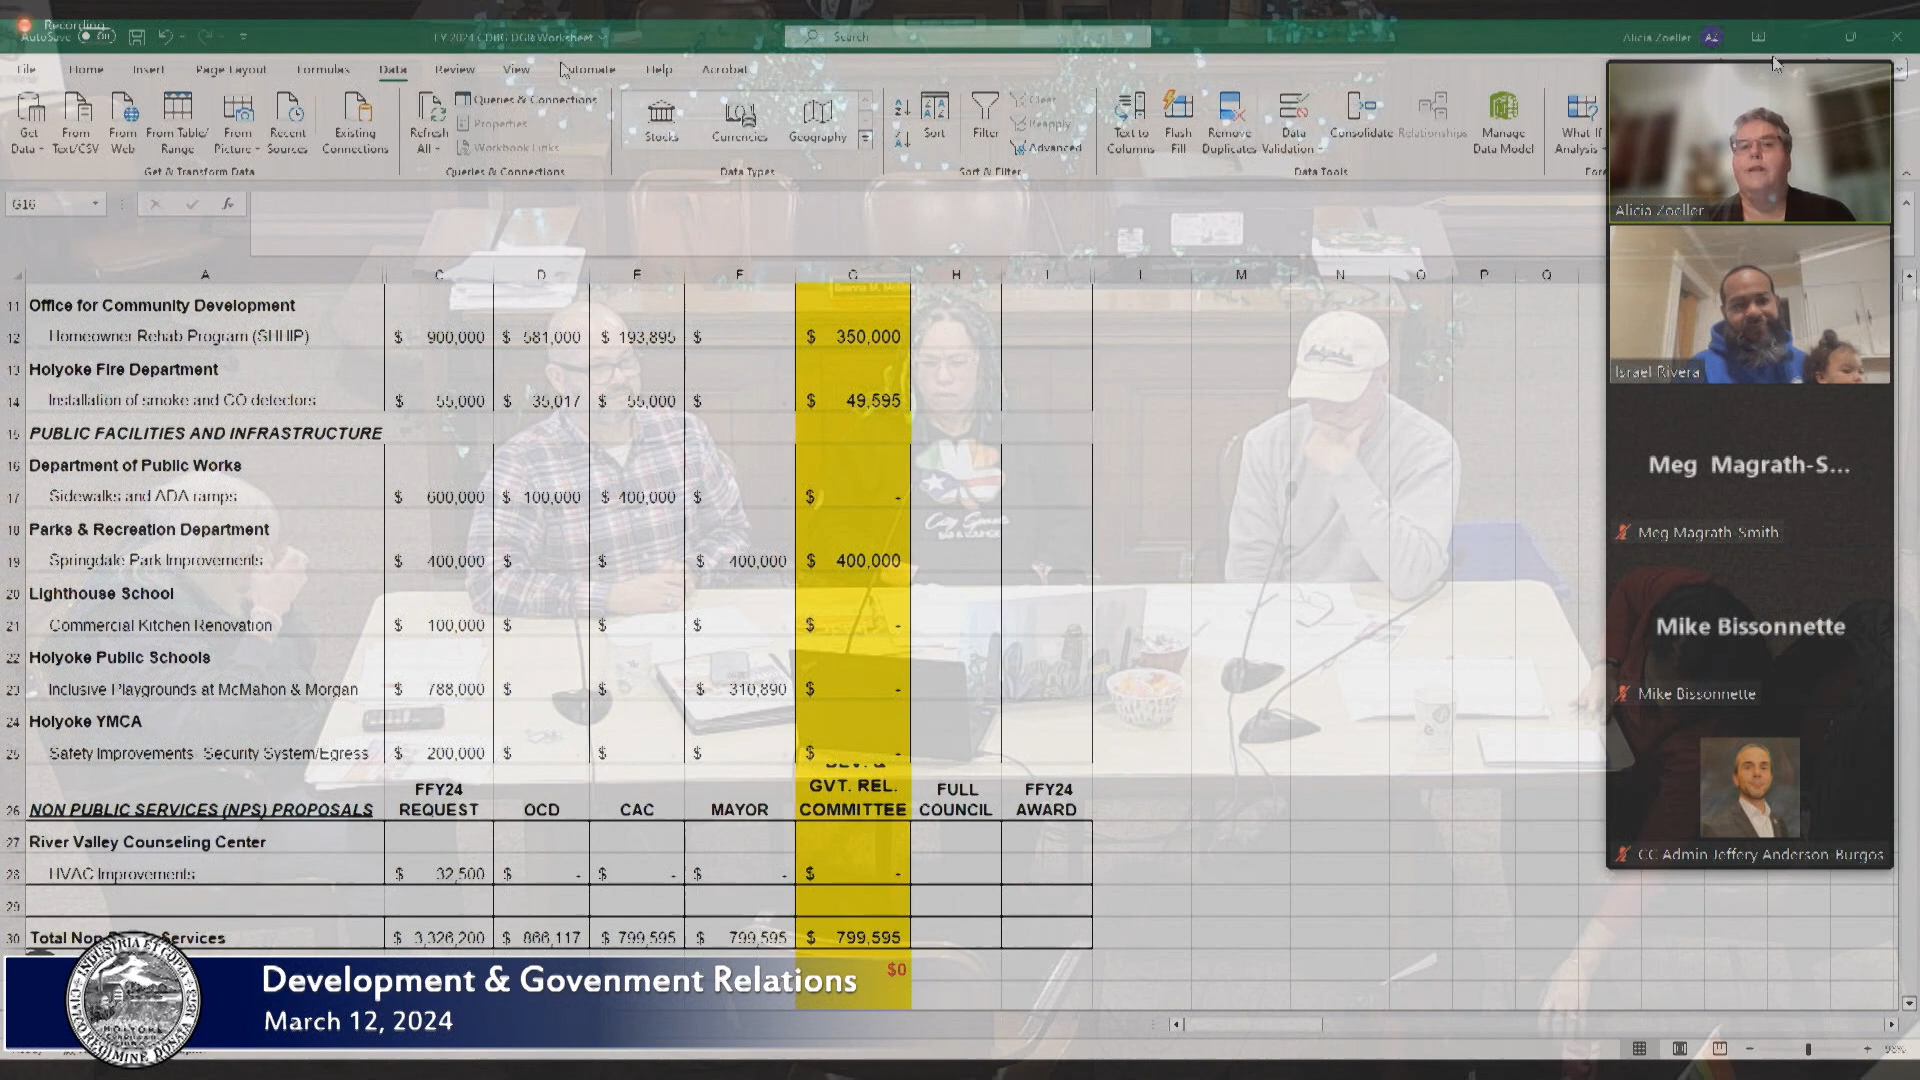 Recording
AutoSave Off FY 2024 CDBG DGR Worksheet Search Alicia Zoeller AZ
File Home Insert Page Layout Formulas Data Review View Automate Help Acrobat
Get Data From Text/CSV From Web From Table/Range From Picture Recent Sources Existing Connections Refresh All Queries & Connections Properties Workbook Links Stocks Currencies Geography Sort Filter Clear Reapply Advanced Text to Columns Flash Fill Remove Duplicates Data Validation Consolidate Relationships Manage Data Model What If Analysis
Get & Transform Data Queries & Connections Data Types Sort & Filter Data Tools Fore
G16 fx
Alicia Zoeller
A C D E F G H I L M N O P Q
11 Office for Community Development
12 Homeowner Rehab Program (SHHIP) $ 900,000 $ 581,000 $ 193,895 $ $ 350,000
13 Holyoke Fire Department
14 Installation of smoke and CO detectors $ 55,000 $ 35,017 $ 55,000 $ $ 49,595
15 PUBLIC FACILITIES AND INFRASTRUCTURE
16 Department of Public Works
17 Sidewalks and ADA ramps $ 600,000 $ 100,000 $ 400,000 $ $ -
18 Parks & Recreation Department
19 Springdale Park Improvements $ 400,000 $ $ $ 400,000 $ 400,000
20 Lighthouse School
21 Commercial Kitchen Renovation $ 100,000 $ $ $ $ -
22 Holyoke Public Schools
23 Inclusive Playgrounds at McMahon & Morgan $ 788,000 $ $ $ 310,890 $ -
24 Holyoke YMCA
25 Safety Improvements Security System/Egress $ 200,000 $ $ $ $ -
26 NON PUBLIC SERVICES (NPS) PROPOSALS FFY24 REQUEST OCD CAC MAYOR DEV. & GVT. REL. COMMITTEE FULL COUNCIL FFY24 AWARD
27 River Valley Counseling Center
28 HVAC Improvements $ 32,500 $ - $ - $ - $ -
29
30 Total Non Services $ 3,326,200 $ 866,117 $ 799,595 $ 799,595 $ 799,595
$0
Israel Rivera
Meg Magrath-S...
Meg Magrath-Smith
Mike Bissonnette
Mike Bissonnette
CC Admin Jeffery Anderson-Burgos
Development & Govenment Relations
March 12, 2024